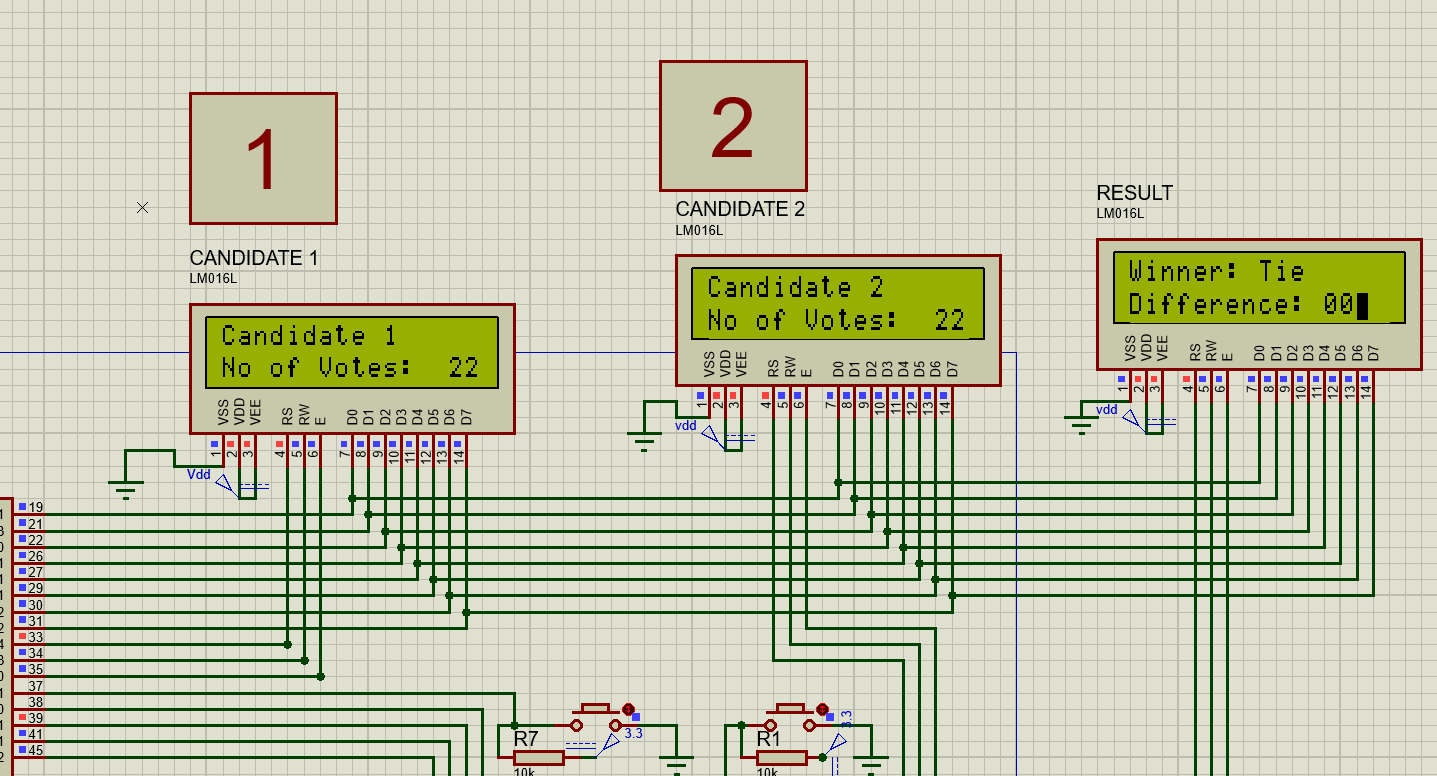 1
2
CANDIDATE 1
LM016L
Candidate 1
No of Votes: 22
VSS VDD VEE RS RW E D0 D1 D2 D3 D4 D5 D6 D7
1 2 3 4 5 6 7 8 9 10 11 12 13 14
Vdd
CANDIDATE 2
LM016L
Candidate 2
No of Votes: 22
VSS VDD VEE RS RW E D0 D1 D2 D3 D4 D5 D6 D7
1 2 3 4 5 6 7 8 9 10 11 12 13 14
vdd
RESULT
LM016L
Winner: Tie
Difference: 00
VSS VDD VEE RS RW E D0 D1 D2 D3 D4 D5 D6 D7
1 2 3 4 5 6 7 8 9 10 11 12 13 14
vdd
19
21
22
26
27
29
30
31
33
34
35
37
38
39
41
45
R7
10k
3.3
R1
10k
3.3